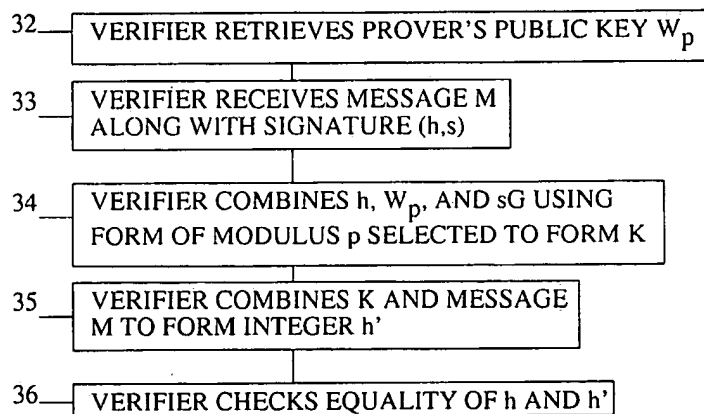 32
VERIFIER RETRIEVES PROVER'S PUBLIC KEY Wp
33
VERIFIER RECEIVES MESSAGE M
ALONG WITH SIGNATURE (h,s)
34
VERIFIER COMBINES h, Wp, AND sG USING
FORM OF MODULUS p SELECTED TO FORM K
35
VERIFIER COMBINES K AND MESSAGE
M TO FORM INTEGER h'
36
VERIFIER CHECKS EQUALITY OF h AND h'